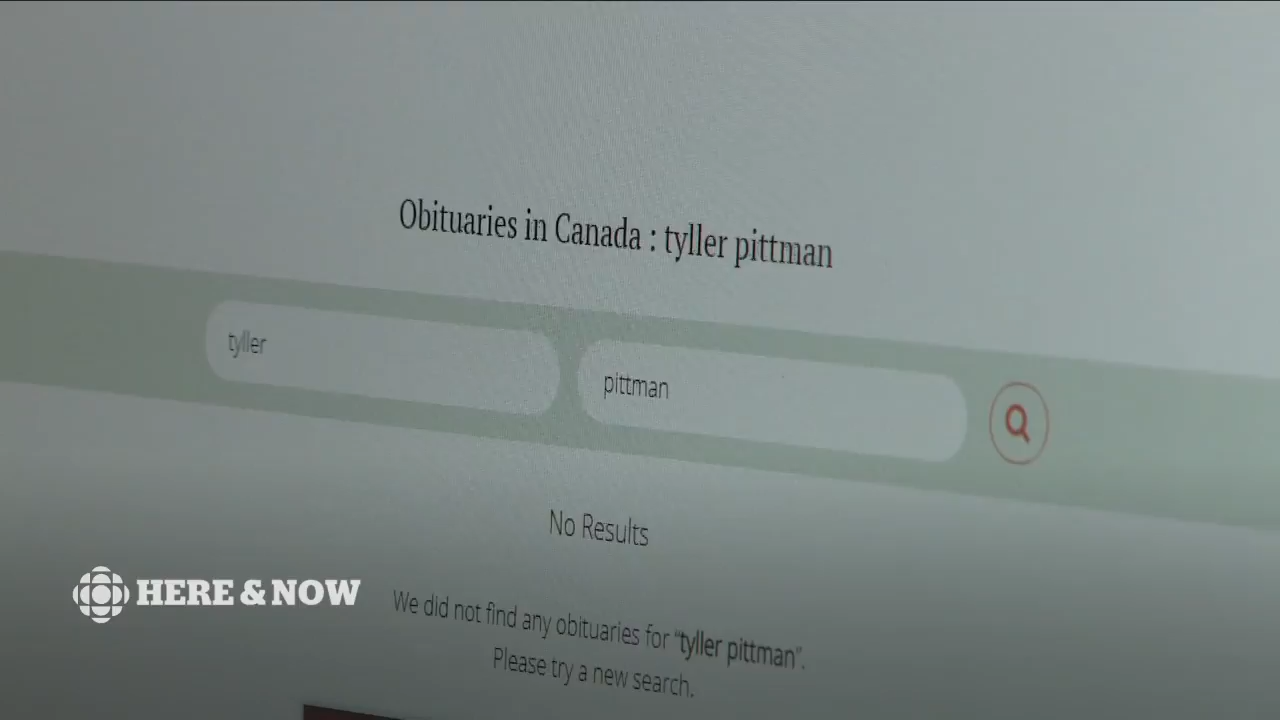 Obituaries in Canada : tyller pittman
tyller
pittman
No Results
We did not find any obituaries for "tyller pittman".
Please try a new search.
HERE & NOW